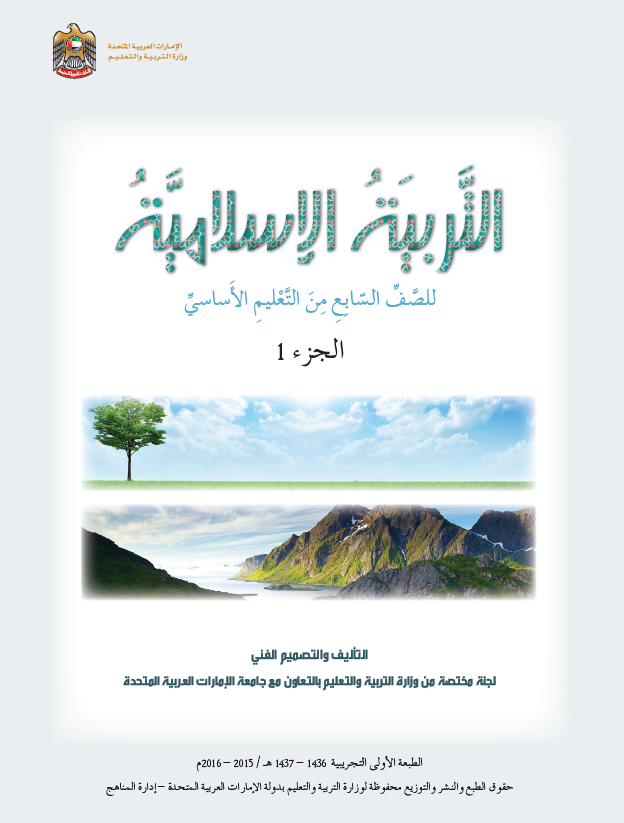 الإمارات العربية المتحدة
وزارة التربية والتعليم
التَّربيَةُ الإسلاميَّةُ
للصَّفِّ السّابِعِ مِنَ التَّعْليمِ الأَساسيِّ
الجزء 1
التأليف والتصميم الفني
لجنة مختصة من وزارة التربية والتعليم بالتعاون مع جامعة الإمارات العربية المتحدة
الطبعة الأولى التجريبية 1436 – 1437 هـ / 2015 – 2016م
حقوق الطبع والنشر والتوزيع محفوظة لوزارة التربية والتعليم بدولة الإمارات العربية المتحدة – إدارة المناهج